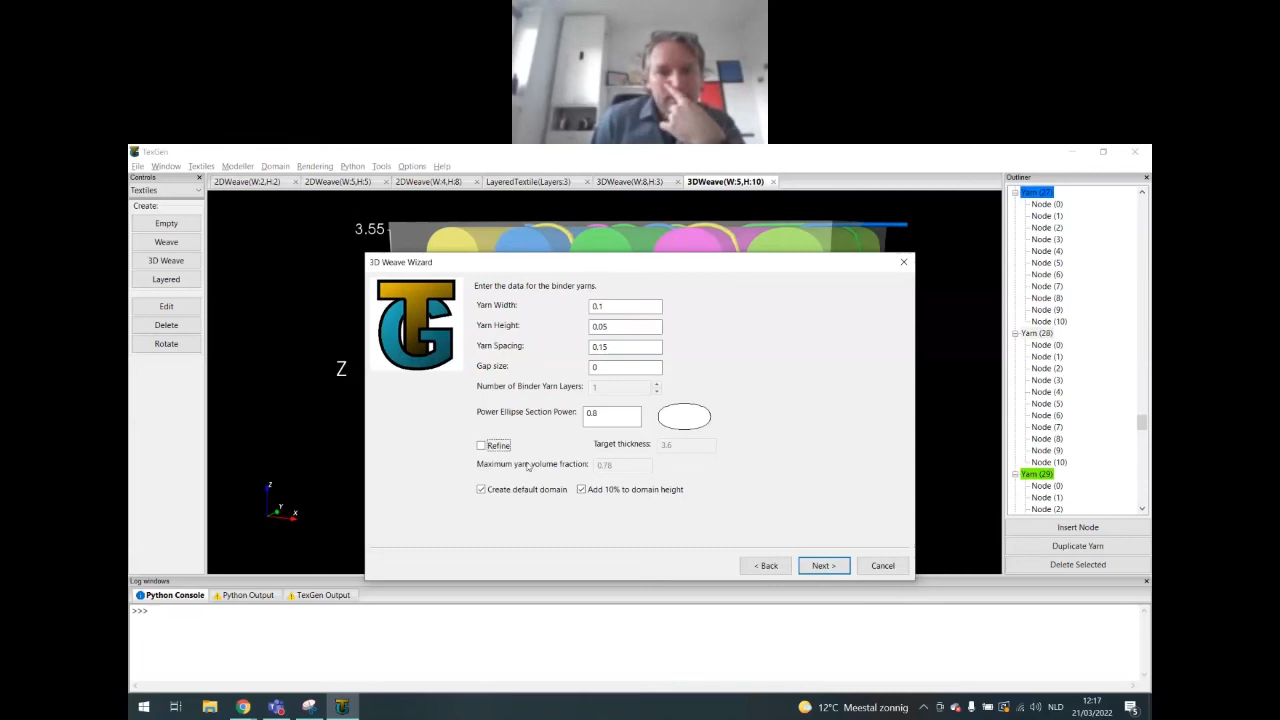 TexGen
File Window Textiles Modeller Domain Rendering Python Tools Options Help
Controls
Textiles
Create:
Empty
Weave
3D Weave
Layered
Edit
Delete
Rotate
2DWeave(W:2,H:2) 2DWeave(W:5,H:5) 2DWeave(W:4,H:8) LayeredTextile(Layers:3) 3DWeave(W:8,H:3) 3DWeave(W:5,H:10)
3.55
Z
Z
Y
X
3D Weave Wizard
TG
Enter the data for the binder yarns.
Yarn Width: 0.1
Yarn Height: 0.05
Yarn Spacing: 0.15
Gap size: 0
Number of Binder Yarn Layers: 1
Power Ellipse Section Power: 0.8
Refine Target thickness: 3.6
Maximum yarn volume fraction: 0.78
Create default domain Add 10% to domain height
< Back Next > Cancel
Outliner
Yarn (27)
Node (0)
Node (1)
Node (2)
Node (3)
Node (4)
Node (5)
Node (6)
Node (7)
Node (8)
Node (9)
Node (10)
Yarn (28)
Node (0)
Node (1)
Node (2)
Node (3)
Node (4)
Node (5)
Node (6)
Node (7)
Node (8)
Node (9)
Node (10)
Yarn (29)
Node (0)
Node (1)
Node (2)
Insert Node
Duplicate Yarn
Delete Selected
Log windows
Python Console Python Output TexGen Output
>>>
12°C Meestal zonnig NLD 12:17
21/03/2022